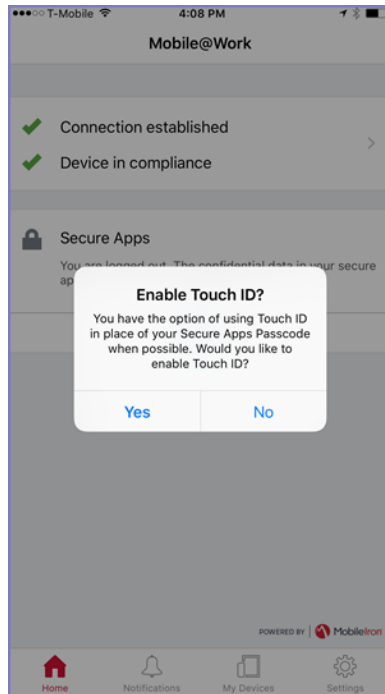 T-Mobile 4:08 PM
Mobile@Work
Connection established
Device in compliance
Secure Apps
You are logged out. The confidential data in your secure
ap
Enable Touch ID?
You have the option of using Touch ID
in place of your Secure Apps Passcode
when possible. Would you like to
enable Touch ID?
Yes No
POWERED BY MobileIron
Home Notifications My Devices Settings